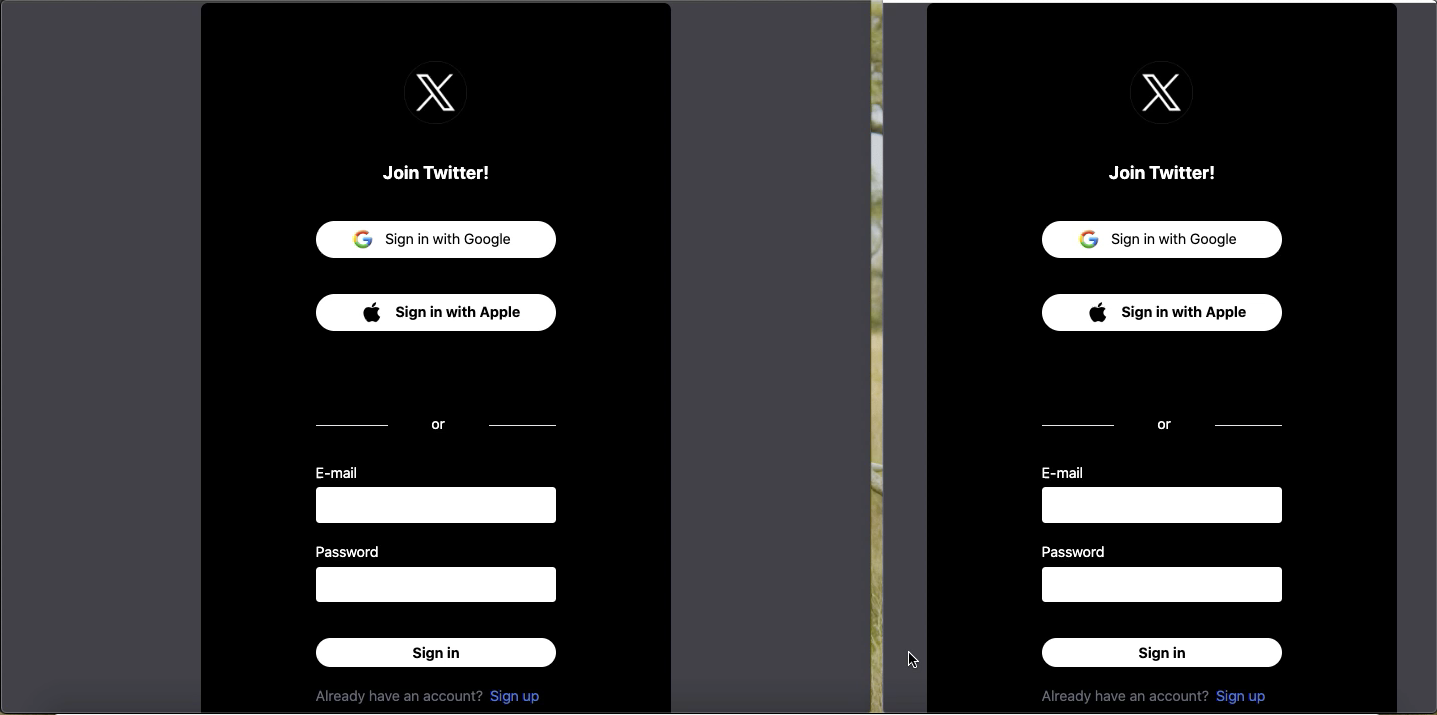 Join Twitter!
Sign in with Google
Sign in with Apple
or
E-mail
Password
Sign in
Already have an account? Sign up
Join Twitter!
Sign in with Google
Sign in with Apple
or
E-mail
Password
Sign in
Already have an account? Sign up